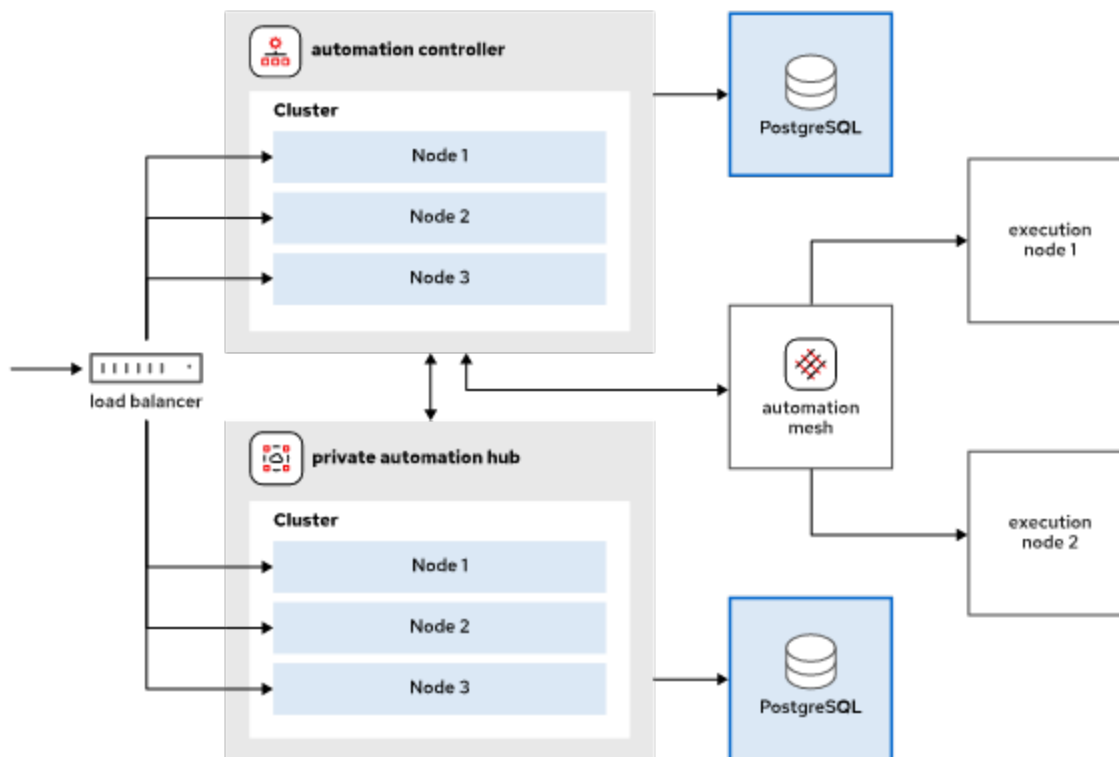 automation controller
Cluster
Node 1
Node 2
Node 3
PostgreSQL
execution
node 1
load balancer
automation
mesh
private automation hub
Cluster
Node 1
Node 2
Node 3
execution
node 2
PostgreSQL